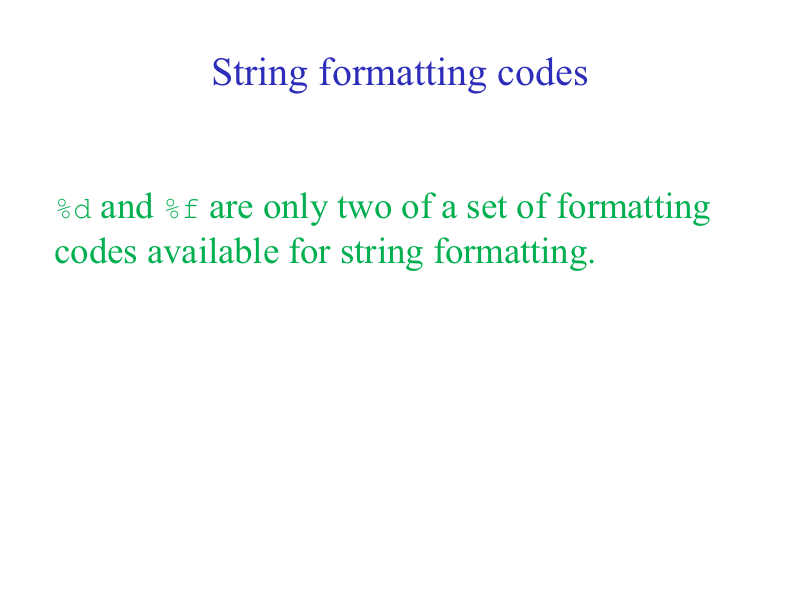 String formatting codes
%d and %f are only two of a set of formatting
codes available for string formatting.